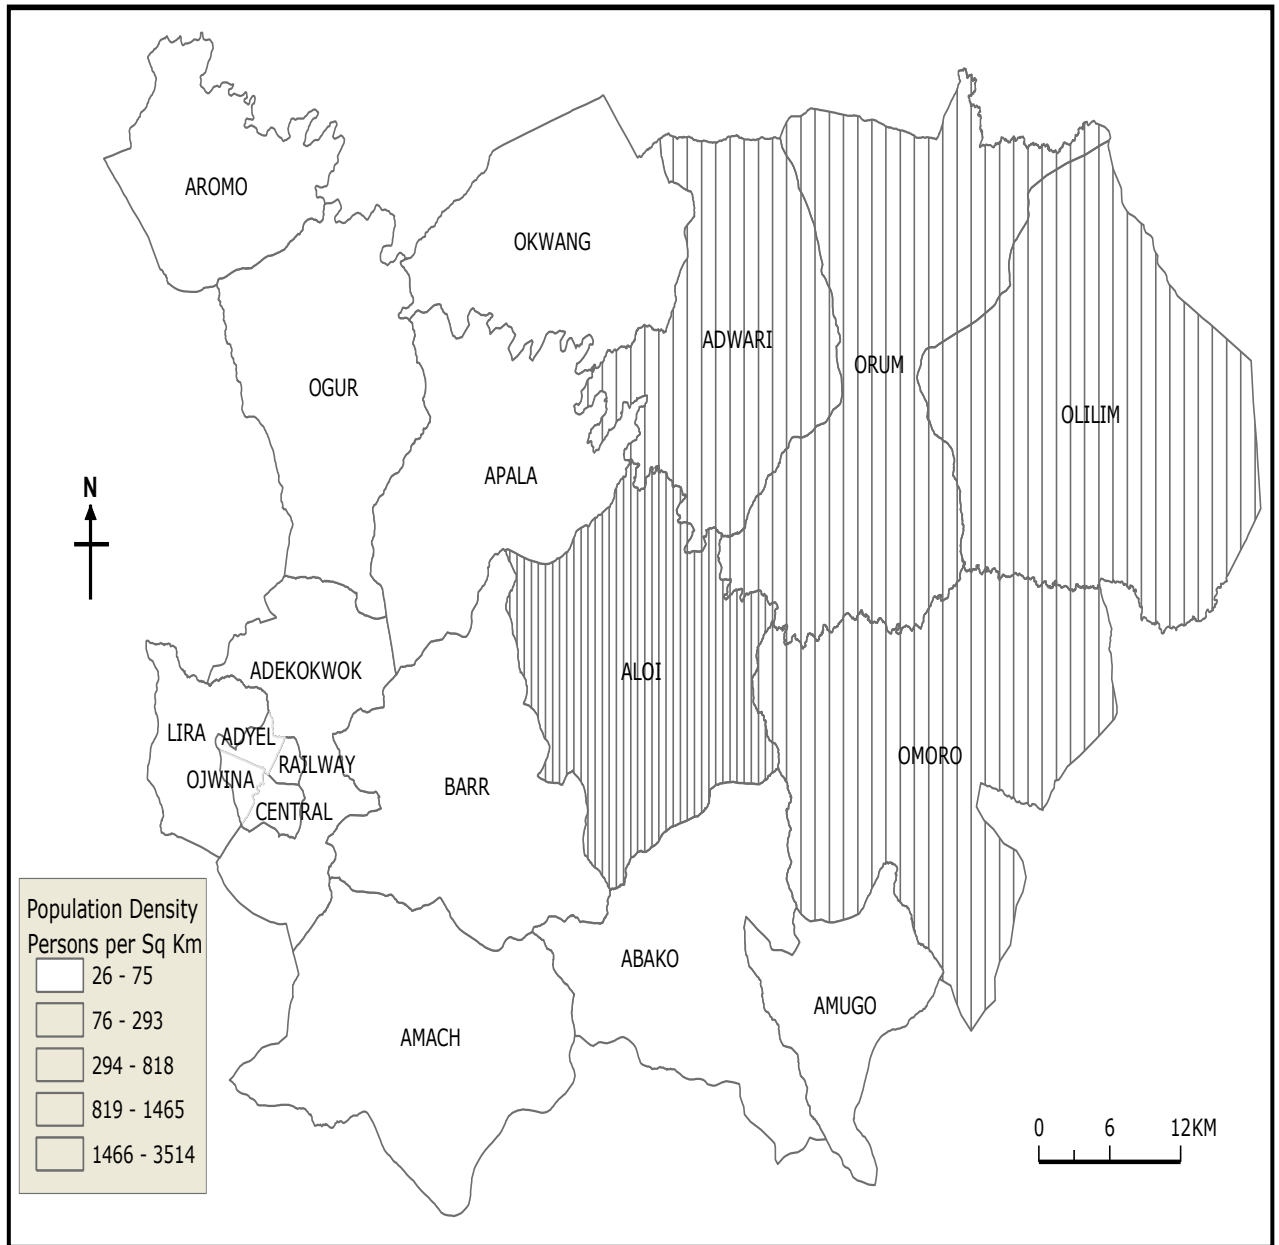 AROMO
OKWANG
ADWARI
ORUM
OGUR
OLILIM
APALA
N
ADEKOKWOK
ALOI
LIRA
ADYEL
OMORO
RAILWAY
OJWINA
BARR
CENTRAL
Population Density
Persons per Sq Km
26 - 75
76 - 293
294 - 818
819 - 1465
1466 - 3514
ABAKO
AMUGO
AMACH
0 6 12KM